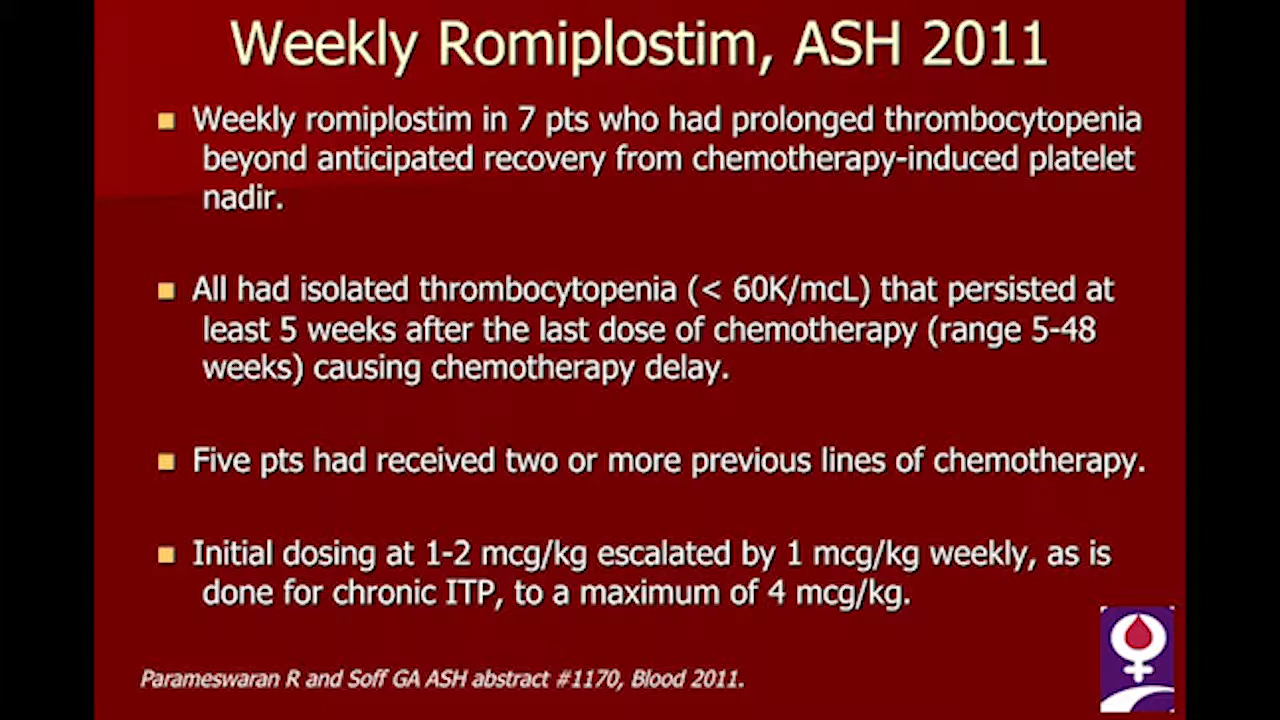 Weekly Romiplostim, ASH 2011
Weekly romiplostim in 7 pts who had prolonged thrombocytopenia
beyond anticipated recovery from chemotherapy-induced platelet
nadir.
All had isolated thrombocytopenia (< 60K/mcL) that persisted at
least 5 weeks after the last dose of chemotherapy (range 5-48
weeks) causing chemotherapy delay.
Five pts had received two or more previous lines of chemotherapy.
Initial dosing at 1-2 mcg/kg escalated by 1 mcg/kg weekly, as is
done for chronic ITP, to a maximum of 4 mcg/kg.
Parameswaran R and Soff GA ASH abstract #1170, Blood 2011.